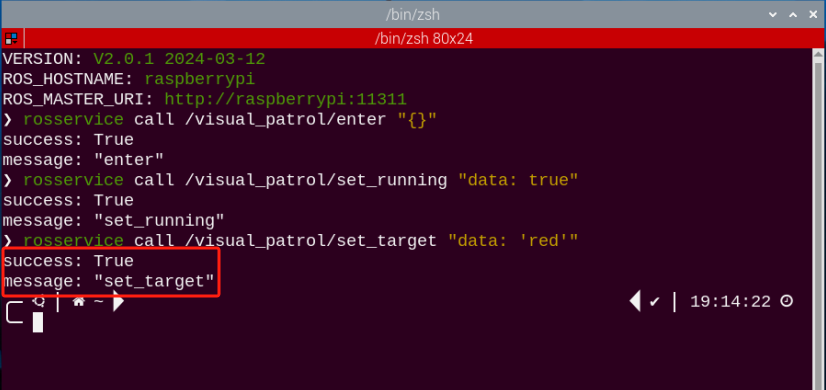 /bin/zsh
/bin/zsh 80x24
VERSION: V2.0.1 2024-03-12
ROS_HOSTNAME: raspberrypi
ROS_MASTER_URI: http://raspberrypi:11311
❯ rosservice call /visual_patrol/enter "{}"
success: True
message: "enter"
❯ rosservice call /visual_patrol/set_running "data: true"
success: True
message: "set_running"
❯ rosservice call /visual_patrol/set_target "data: 'red'"
success: True
message: "set_target"
~ ✔ 19:14:22